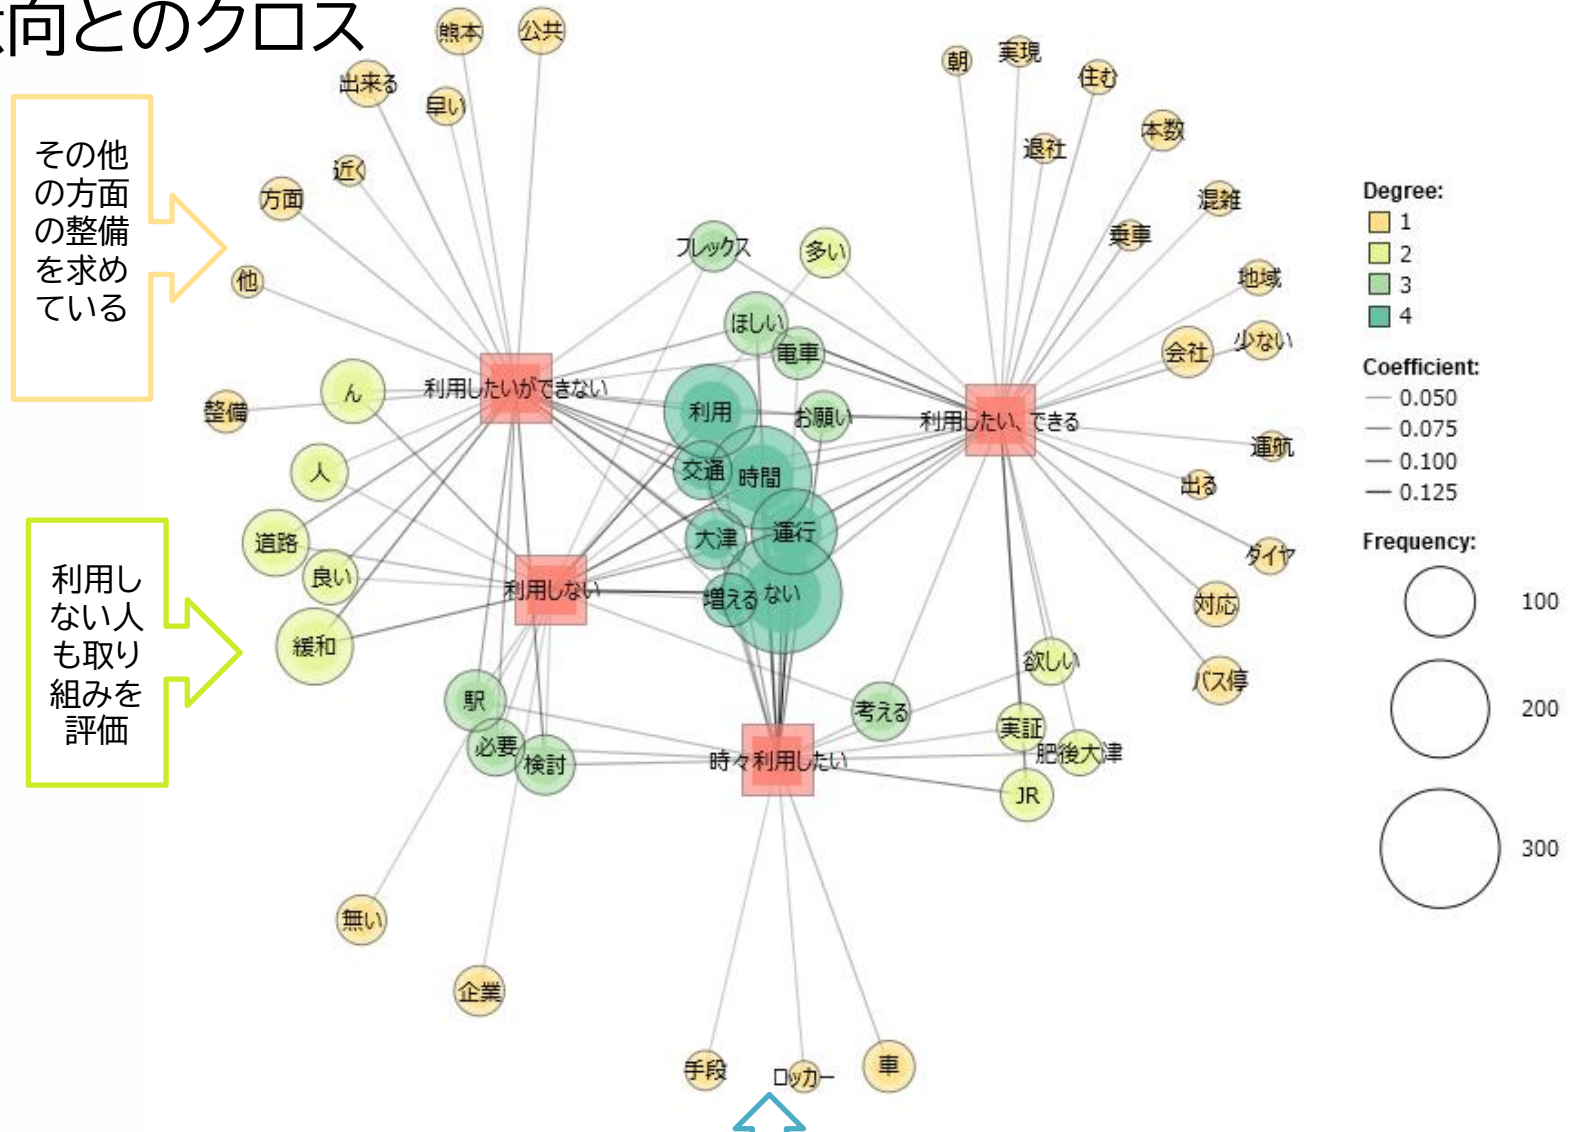 向とのクロス
その他
の方面
の整備
を求め
ている
利用し
ない人
も取り
組みを
評価
熊本
公共
出来る
早い
近く
方面
他
整備
ん
人
道路
良い
緩和
利用したいができない
利用しない
フレックス
多い
ほしい
電車
利用
お願い
交通
時間
大津
運行
増える
ない
駅
必要
検討
無い
企業
時々利用したい
考える
手段
ロッカー
車
朝
実現
住む
退社
本数
混雑
乗車
地域
会社
少ない
利用したい、できる
運航
出る
ダイヤ
対応
バス停
欲しい
実証
肥後大津
JR
Degree:
1
2
3
4
Coefficient:
0.050
0.075
0.100
0.125
Frequency:
100
200
300